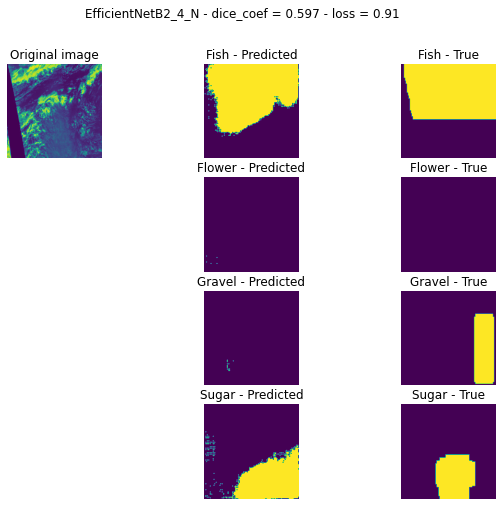 EfficientNetB2_4_N - dice_coef = 0.597 - loss = 0.91
Original image
Fish - Predicted
Fish - True
Flower - Predicted
Flower - True
Gravel - Predicted
Gravel - True
Sugar - Predicted
Sugar - True